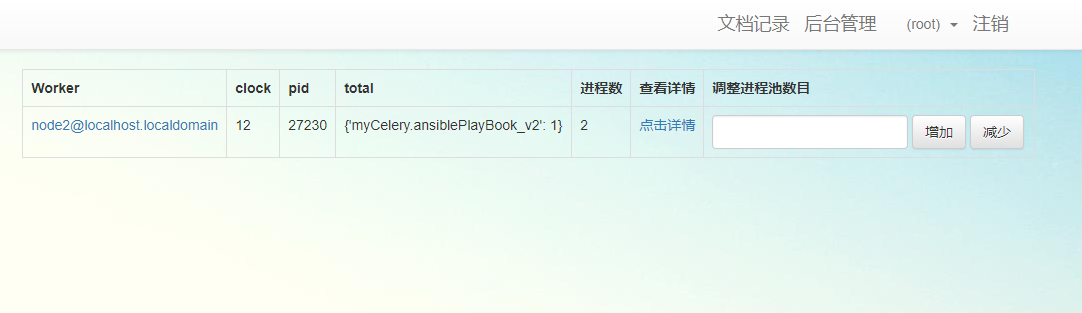 文档记录 后台管理 (root) 注销
Worker clock pid total 进程数 查看详情 调整进程池数目
node2@localhost.localdomain 12 27230 {'myCelery.ansiblePlayBook_v2': 1} 2 点击详情 增加 减少